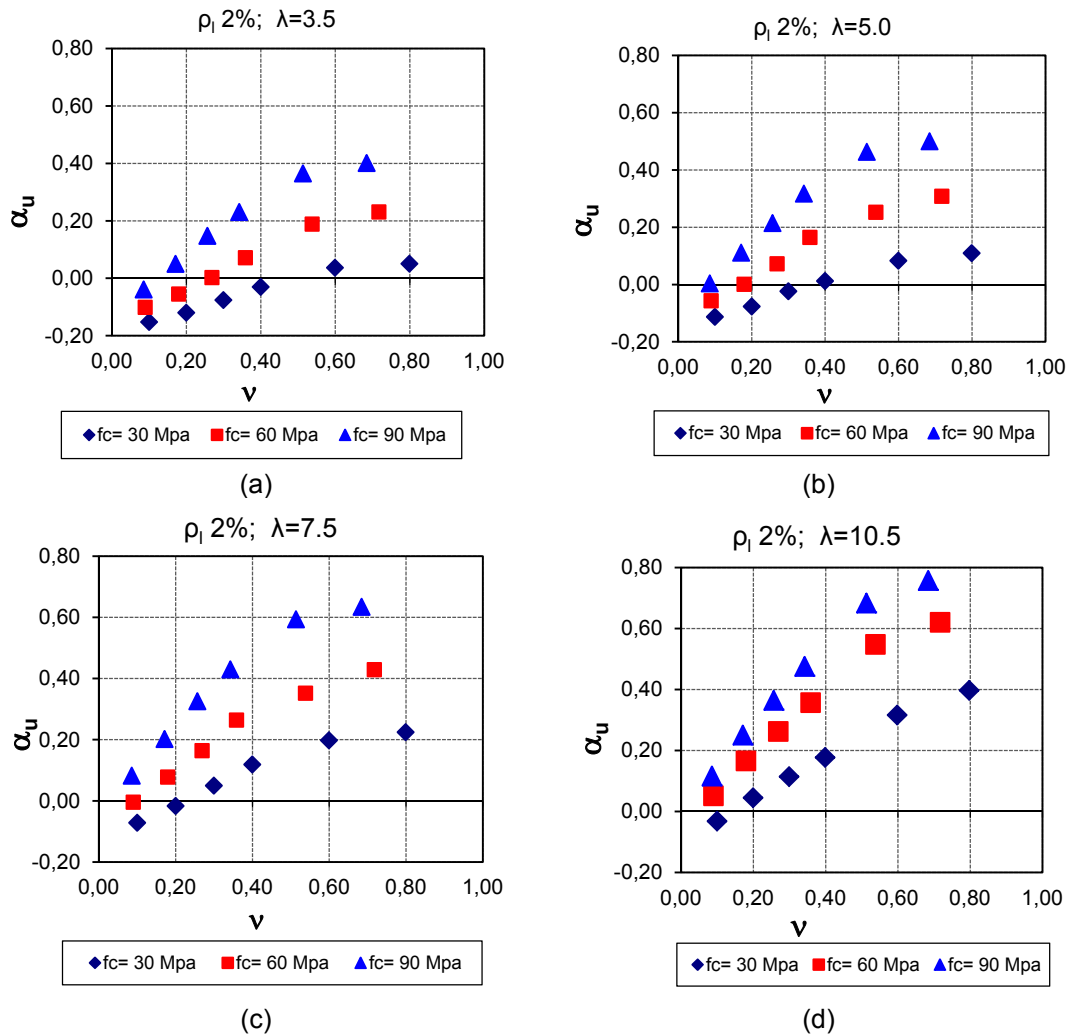 ρl 2%; λ=3.5
0,80
0,60
0,40
0,20
0,00
-0,20
0,00 0,20 0,40 0,60 0,80 1,00
αu
ν
fc= 30 Mpa fc= 60 Mpa fc= 90 Mpa
(a)
ρl 2%; λ=5.0
0,80
0,60
0,40
0,20
0,00
-0,20
0,00 0,20 0,40 0,60 0,80 1,00
αu
ν
fc= 30 Mpa fc= 60 Mpa fc= 90 Mpa
(b)
ρl 2%; λ=7.5
0,80
0,60
0,40
0,20
0,00
-0,20
0,00 0,20 0,40 0,60 0,80 1,00
αu
ν
fc= 30 Mpa fc= 60 Mpa fc= 90 Mpa
(c)
ρl 2%; λ=10.5
0,80
0,60
0,40
0,20
0,00
-0,20
0,00 0,20 0,40 0,60 0,80 1,00
αu
ν
fc= 30 Mpa fc= 60 Mpa fc= 90 Mpa
(d)